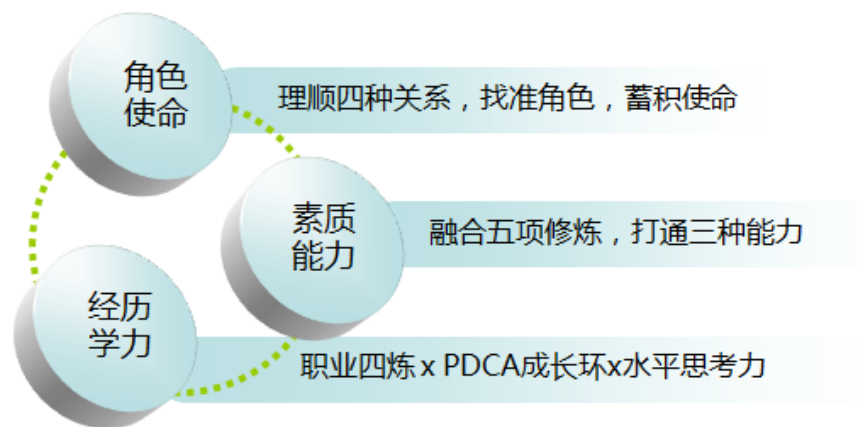 角色
使命
理顺四种关系，找准角色，蓄积使命
素质
能力
融合五项修炼，打通三种能力
经历
学力
职业四炼 x PDCA成长环x水平思考力